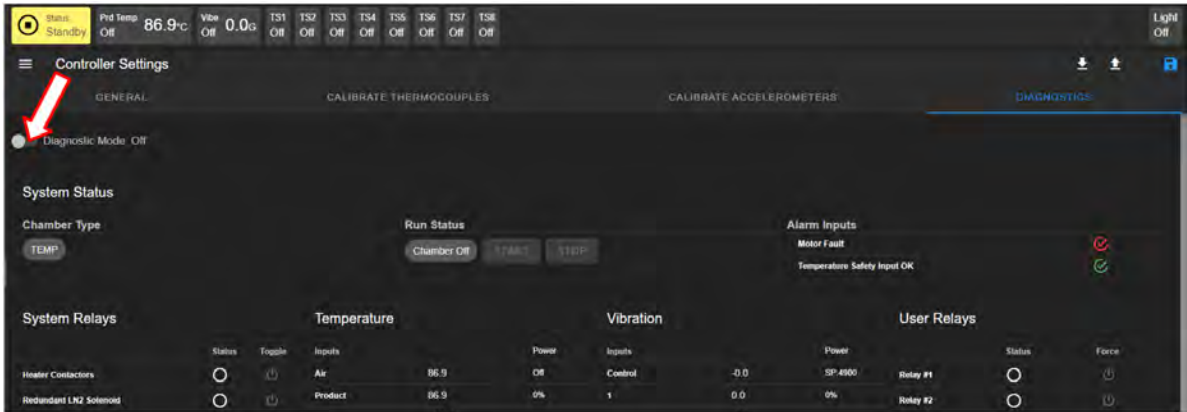 Status.. Prd Temp 86.9°C Vibe 0.0G TS1 TS2 TS3 TS4 TS5 TS6 TS7 TS8 Light
Standby Off Off Off Off Off Off Off Off Off Off Off
Controller Settings
GENERAL CALIBRATE THERMOCOUPLES CALIBRATE ACCELEROMETERS DIAGNOSTICS
Diagnostic Mode Off
System Status
Chamber Type Run Status Alarm Inputs
TEMP Chamber Off START STOP Motor Fault
Temperature Safety Input OK
System Relays Temperature Vibration User Relays
Status Toggle Inputs Power Inputs Power Status Force
Heater Contactors Air 86.9 Off Control -0.0 SP:4900 Relay #1
Redundant LN2 Solenoid Product 86.9 0% 1 0.0 0% Relay #2